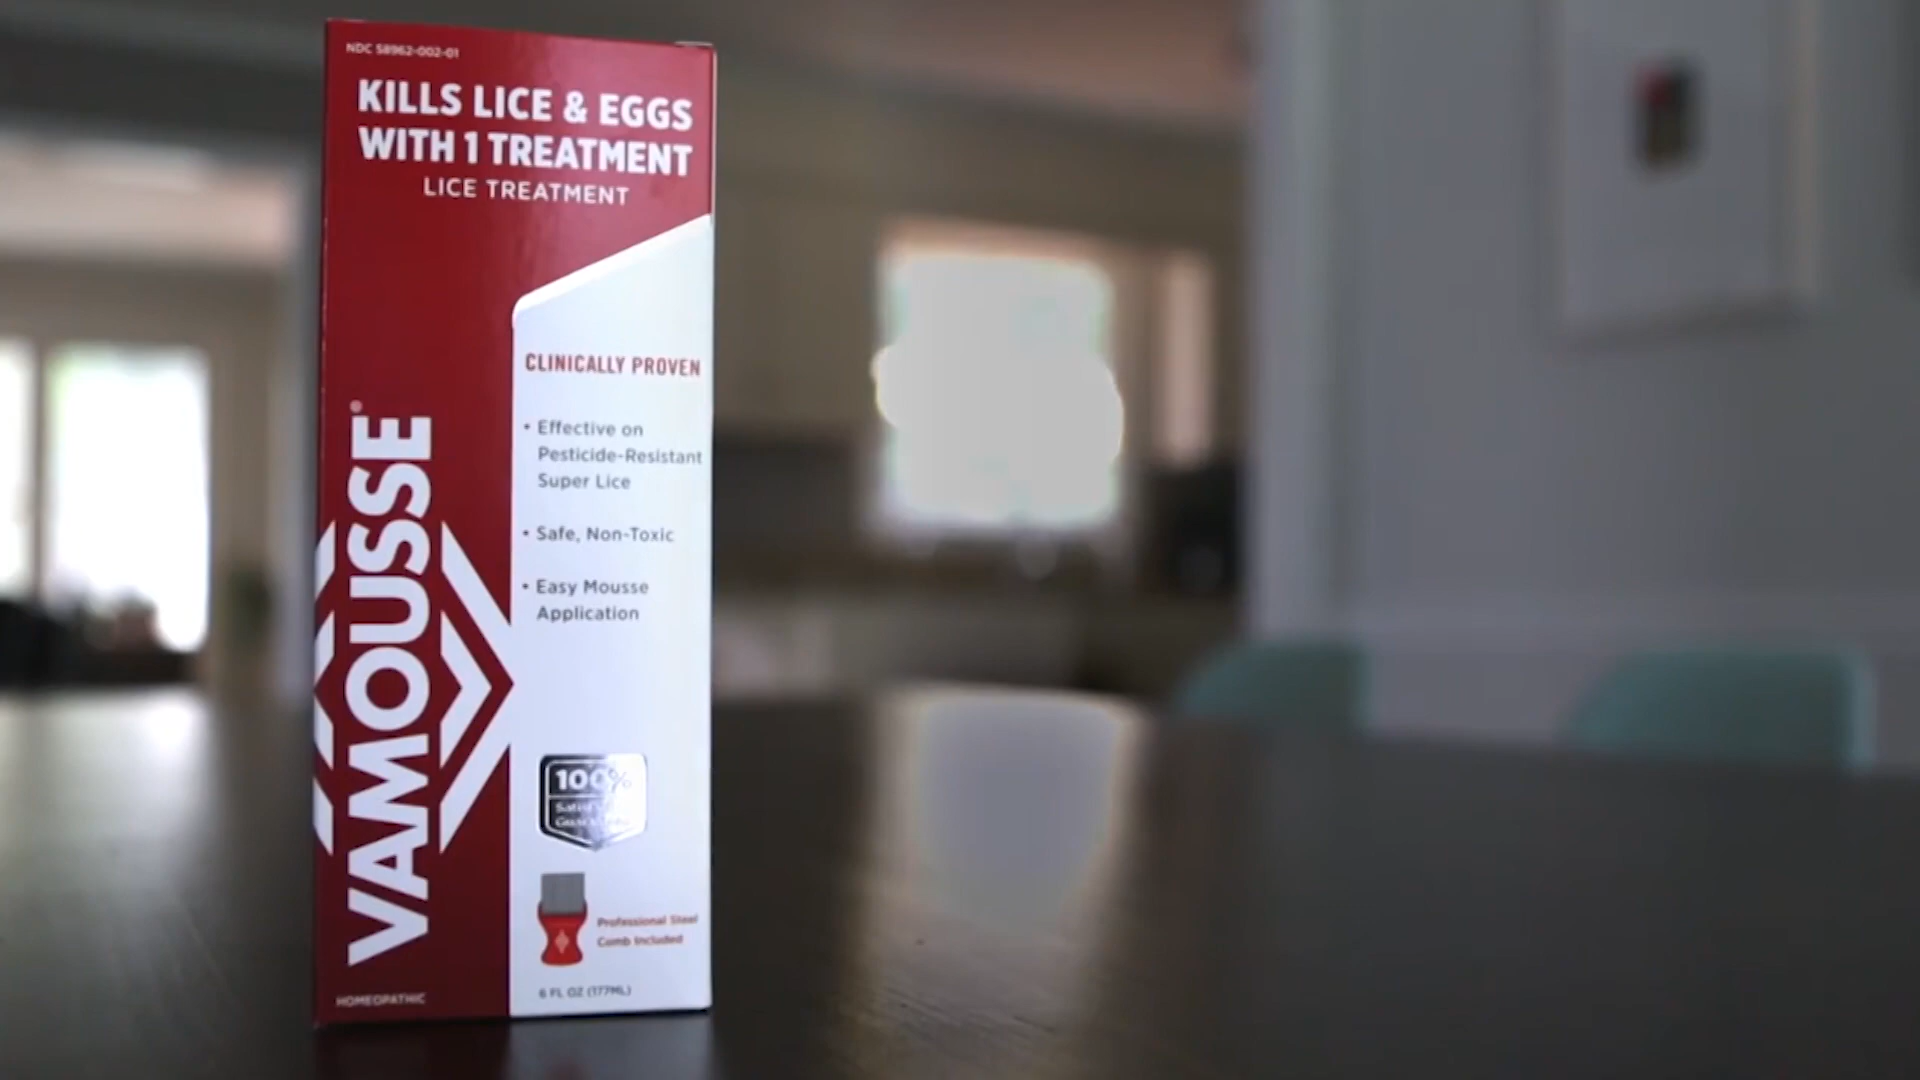 NDC 58962-002-01
KILLS LICE & EGGS
WITH 1 TREATMENT
LICE TREATMENT
VAMOUSSE®
CLINICALLY PROVEN
• Effective on
Pesticide-Resistant
Super Lice
• Safe, Non-Toxic
• Easy Mousse
Application
100%
Professional Steel
Comb Included
HOMEOPATHIC
6 FL OZ (177ML)